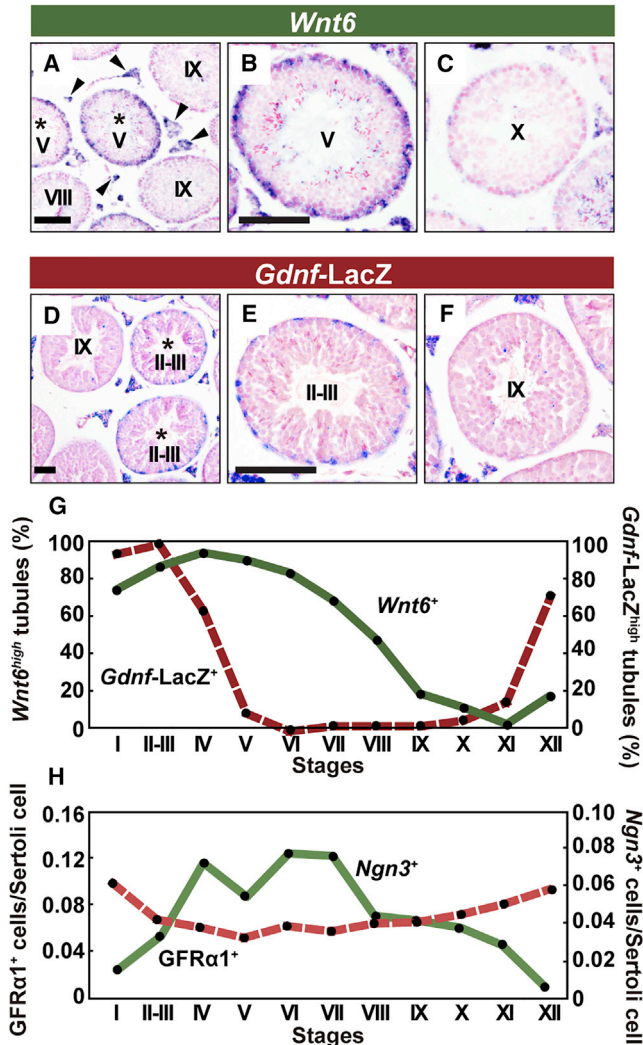 Wnt6
A
IX
* V
* V
VIII
IX
B
V
C
X
Gdnf-LacZ
D
IX
* II-III
* II-III
E
II-III
F
IX
G
Wnt6high tubules (%)
100
80
60
40
20
0
Wnt6+
Gdnf-LacZ+
100
80
60
40
20
0
Gdnf-LacZhigh tubules (%)
I II-III IV V VI VII VIII IX X XI XII
Stages
H
GFRα1+ cells/Sertoli cell
0.16
0.12
0.08
0.04
0
Ngn3+
GFRα1+
0.10
0.08
0.06
0.04
0.02
0
Ngn3+ cells/Sertoli cell
I II-III IV V VI VII VIII IX X XI XII
Stages